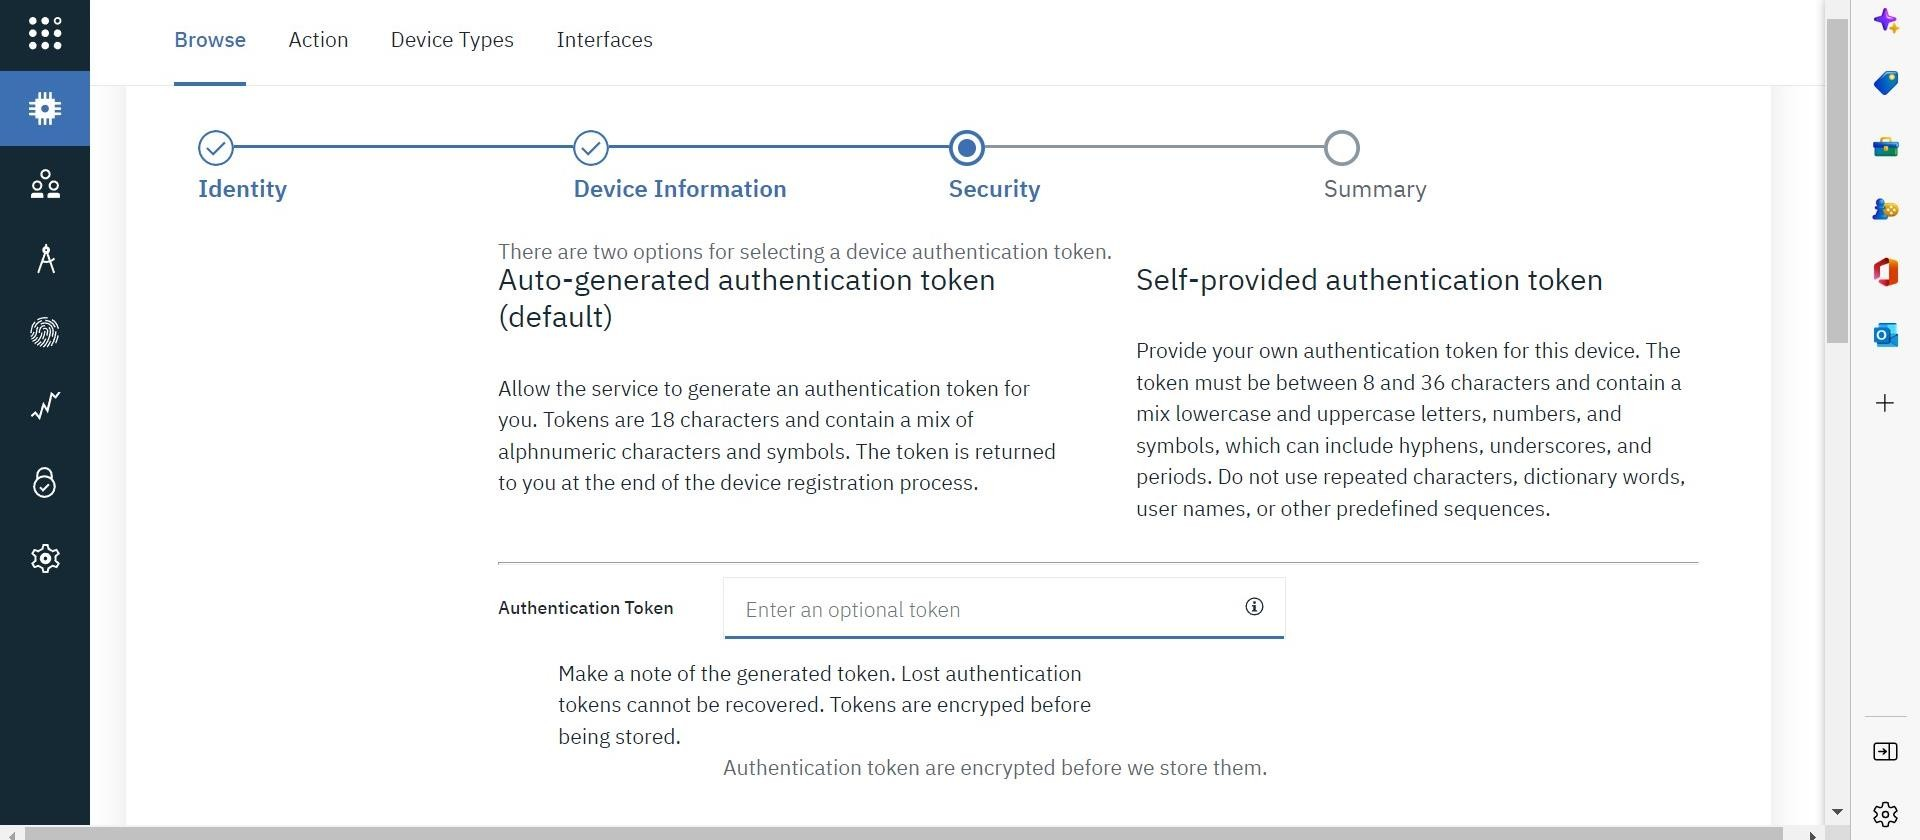 Browse Action Device Types Interfaces
Identity Device Information Security Summary
There are two options for selecting a device authentication token.
Auto-generated authentication token
(default)
Allow the service to generate an authentication token for
you. Tokens are 18 characters and contain a mix of
alphnumeric characters and symbols. The token is returned
to you at the end of the device registration process.
Self-provided authentication token
Provide your own authentication token for this device. The
token must be between 8 and 36 characters and contain a
mix lowercase and uppercase letters, numbers, and
symbols, which can include hyphens, underscores, and
periods. Do not use repeated characters, dictionary words,
user names, or other predefined sequences.
Authentication Token Enter an optional token
Make a note of the generated token. Lost authentication
tokens cannot be recovered. Tokens are encryped before
being stored.
Authentication token are encrypted before we store them.